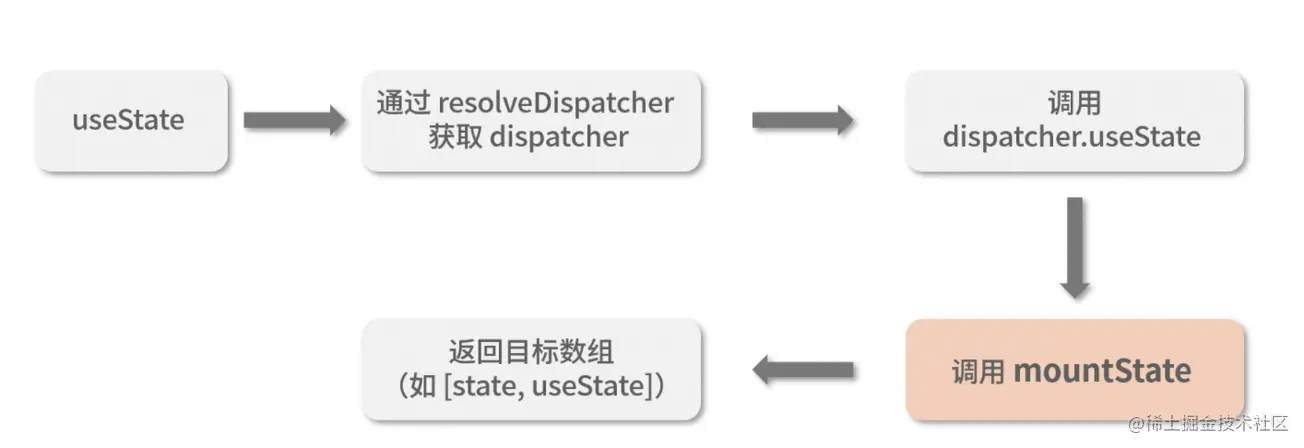 useState
通过 resolveDispatcher
获取 dispatcher
调用
dispatcher.useState
调用 mountState
返回目标数组
（如 [state, useState]）
@稀土掘金技术社区